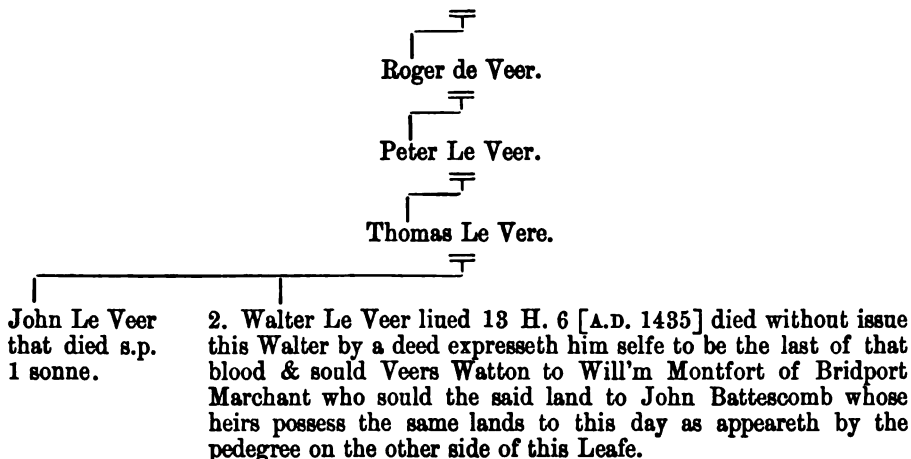 Roger de Veer.
Peter Le Veer.
Thomas Le Vere.
John Le Veer
that died s.p.
1 sonne.
2. Walter Le Veer liued 13 H. 6 [A.D. 1435] died without issue
this Walter by a deed expresseth him selfe to be the last of that
blood & sould Veers Watton to Will'm Montfort of Bridport
Marchant who sould the said land to John Battescomb whose
heirs possess the same lands to this day as appeareth by the
pedegree on the other side of this Leafe.